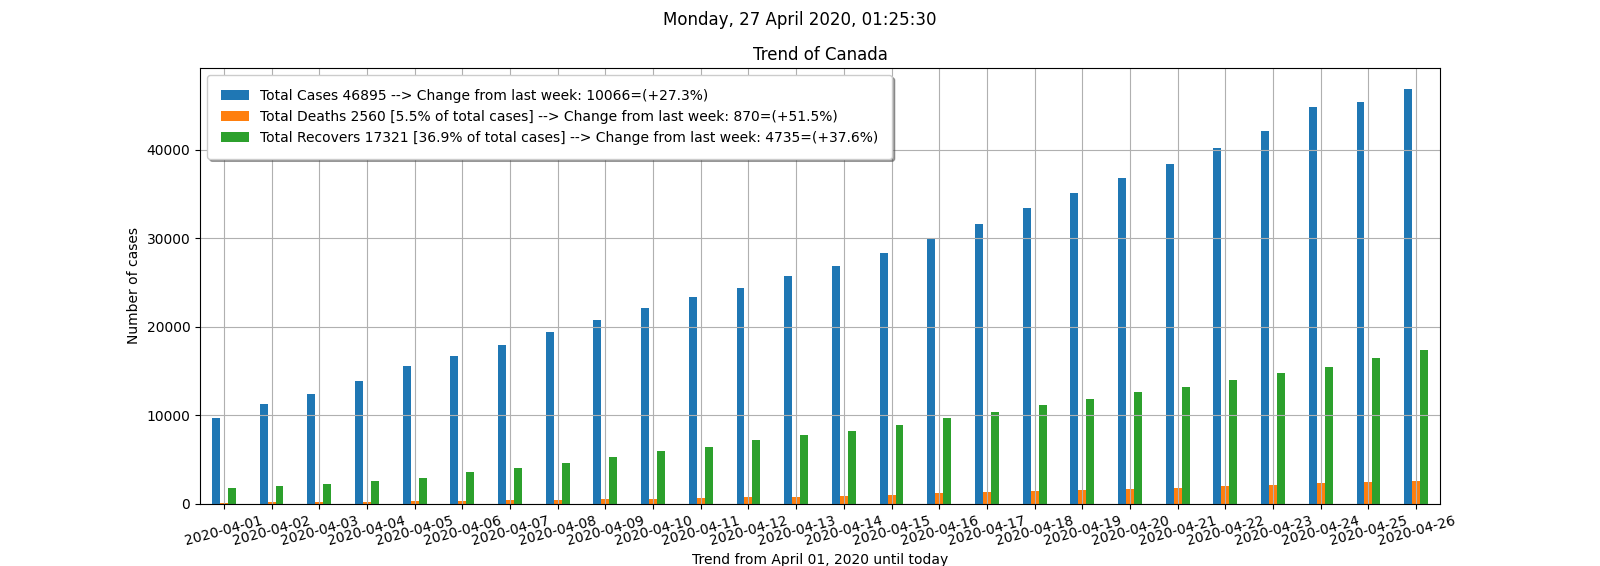 Monday, 27 April 2020, 01:25:30
Trend of Canada
Total Cases 46895 --> Change from last week: 10066=(+27.3%)
Total Deaths 2560 [5.5% of total cases] --> Change from last week: 870=(+51.5%)
Total Recovers 17321 [36.9% of total cases] --> Change from last week: 4735=(+37.6%)
Number of cases
40000
30000
20000
10000
0
2020-04-01 2020-04-02 2020-04-03 2020-04-04 2020-04-05 2020-04-06 2020-04-07 2020-04-08 2020-04-09 2020-04-10 2020-04-11 2020-04-12 2020-04-13 2020-04-14 2020-04-15 2020-04-16 2020-04-17 2020-04-18 2020-04-19 2020-04-20 2020-04-21 2020-04-22 2020-04-23 2020-04-24 2020-04-25 2020-04-26
Trend from April 01, 2020 until today